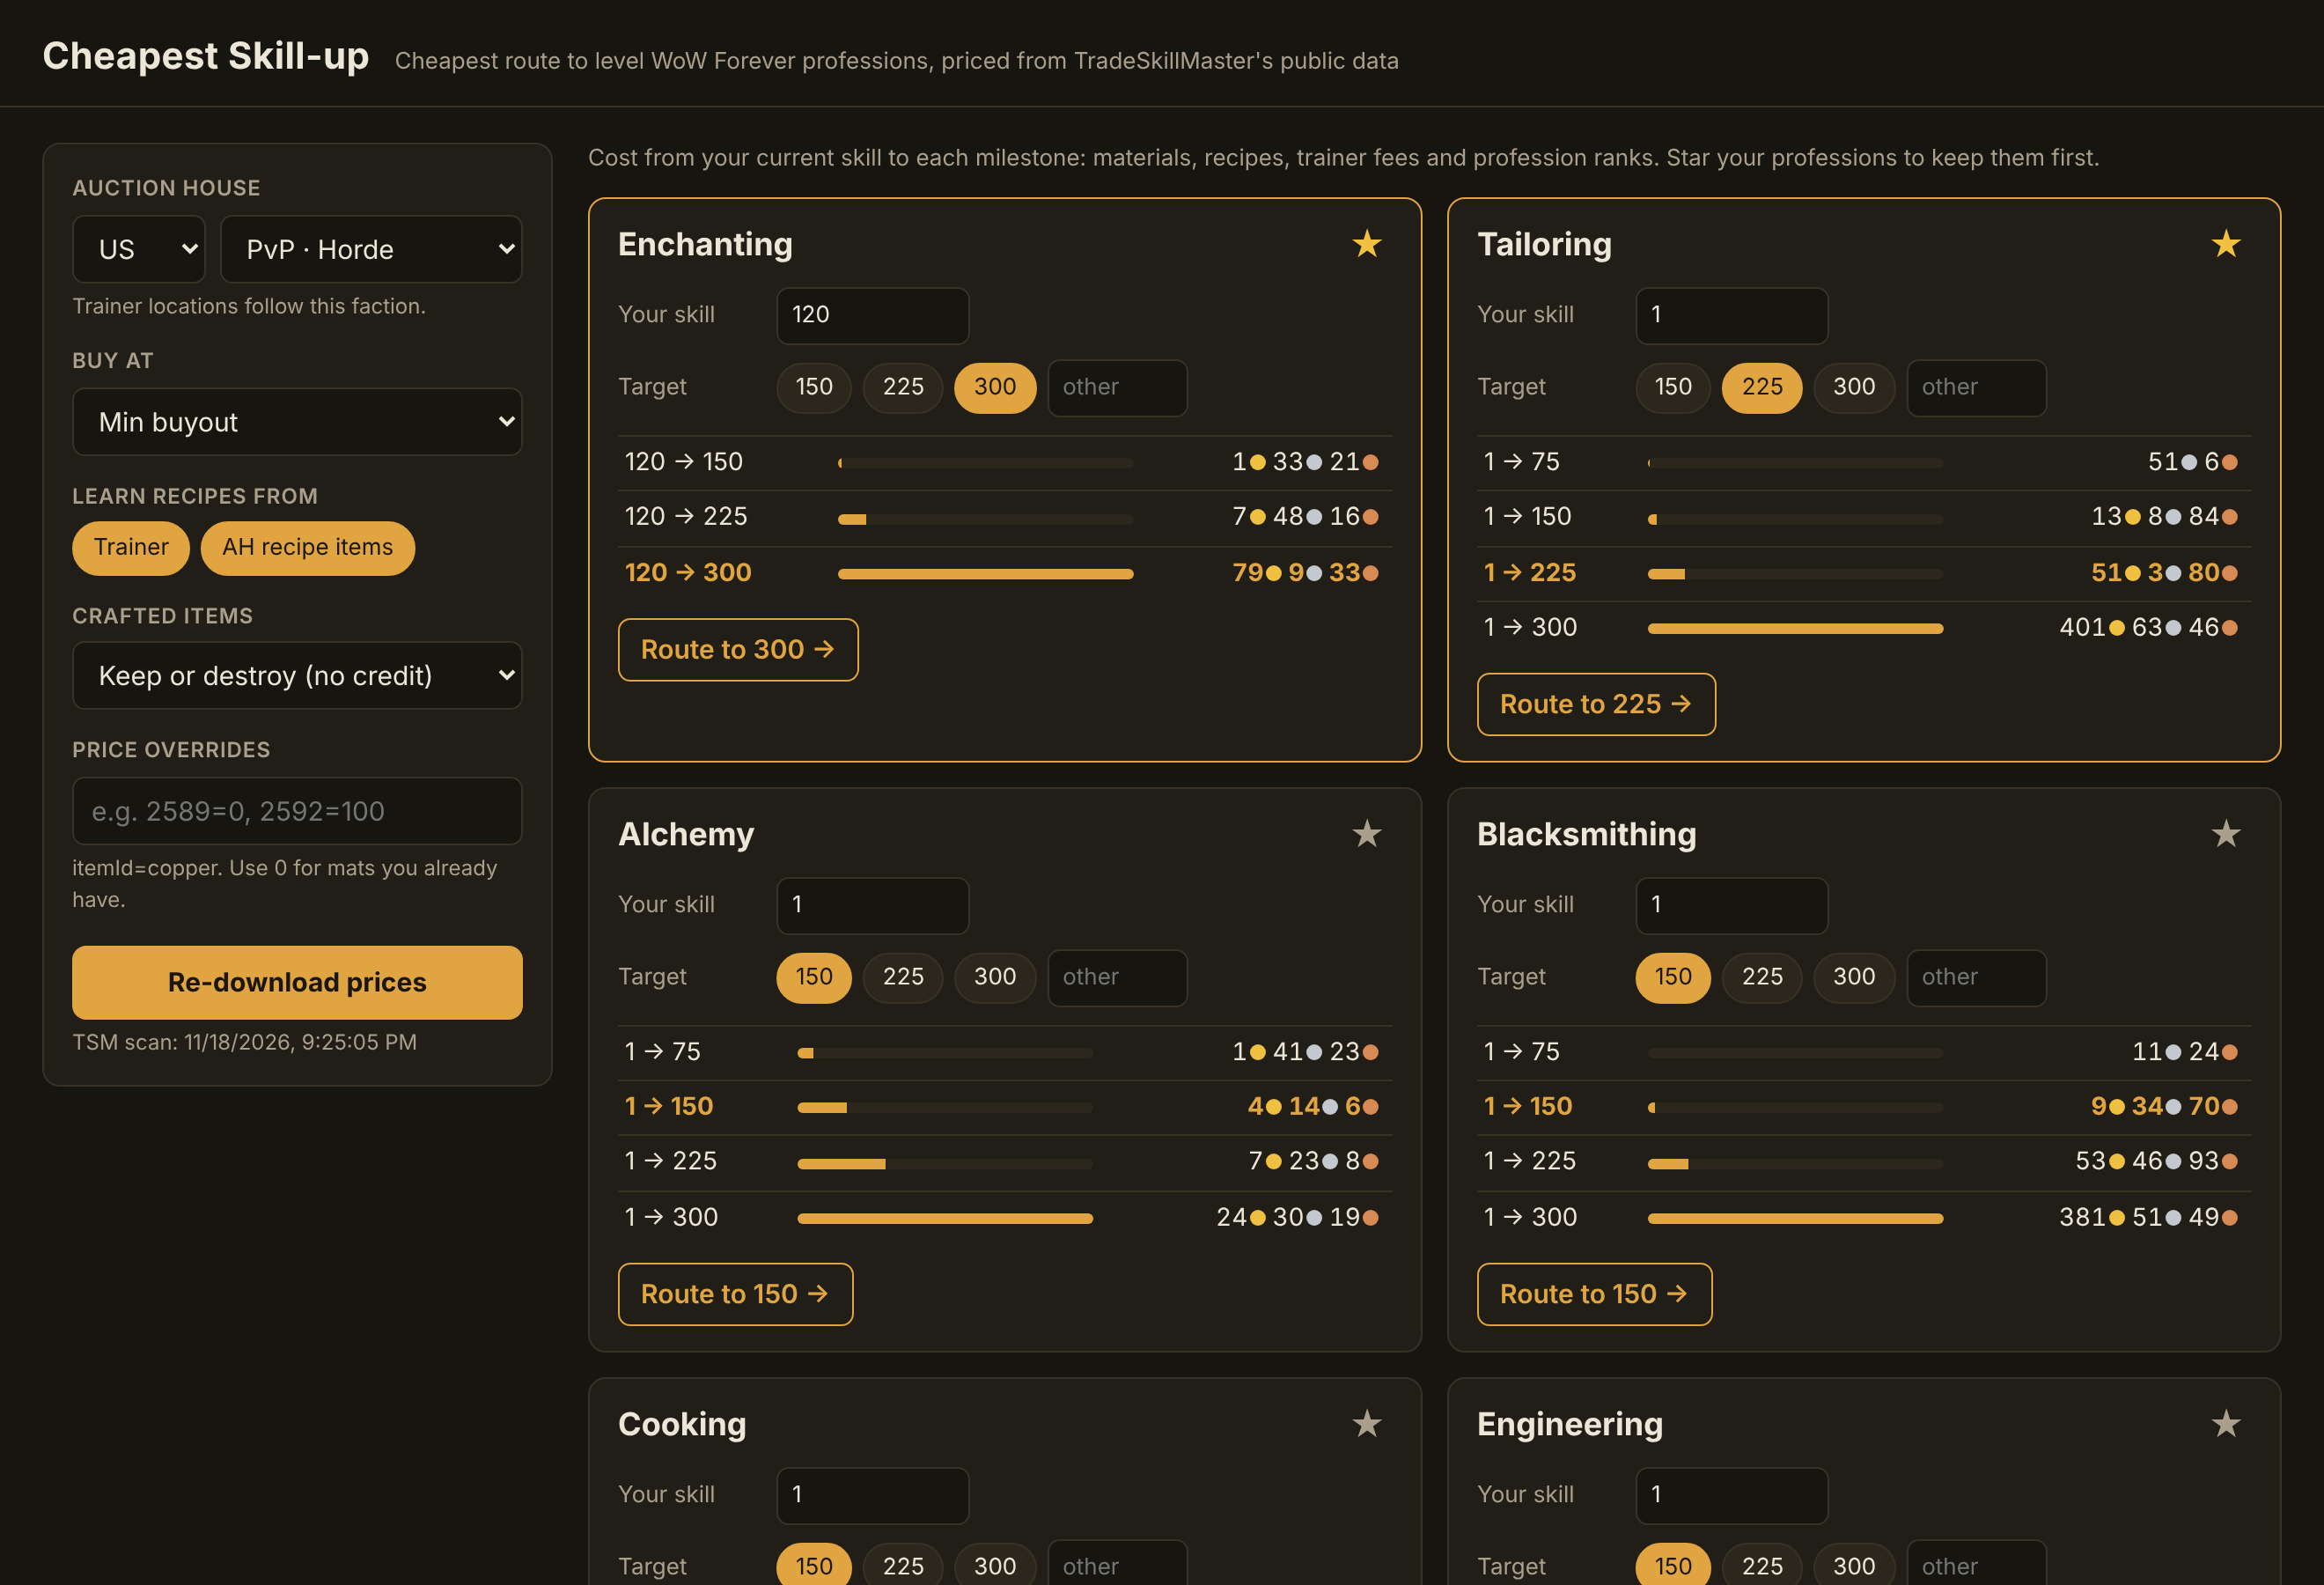 Cheapest Skill-up
Cheapest route to level WoW Forever professions, priced from TradeSkillMaster's public data
AUCTION HOUSE
US
PvP · Horde
Trainer locations follow this faction.
BUY AT
Min buyout
LEARN RECIPES FROM
Trainer
AH recipe items
CRAFTED ITEMS
Keep or destroy (no credit)
PRICE OVERRIDES
e.g. 2589=0, 2592=100
itemId=copper. Use 0 for mats you already
have.
Re-download prices
TSM scan: 11/18/2026, 9:25:05 PM
Cost from your current skill to each milestone: materials, recipes, trainer fees and profession ranks. Star your professions to keep them first.
Enchanting ★
Your skill 120
Target 150 225 300 other
120 → 150 1 33 21
120 → 225 7 48 16
120 → 300 79 9 33
Route to 300 →
Tailoring ★
Your skill 1
Target 150 225 300 other
1 → 75 51 6
1 → 150 13 8 84
1 → 225 51 3 80
1 → 300 401 63 46
Route to 225 →
Alchemy ★
Your skill 1
Target 150 225 300 other
1 → 75 1 41 23
1 → 150 4 14 6
1 → 225 7 23 8
1 → 300 24 30 19
Route to 150 →
Blacksmithing ★
Your skill 1
Target 150 225 300 other
1 → 75 11 24
1 → 150 9 34 70
1 → 225 53 46 93
1 → 300 381 51 49
Route to 150 →
Cooking ★
Your skill 1
Target 150 225 300 other
Engineering ★
Your skill 1
Target 150 225 300 other